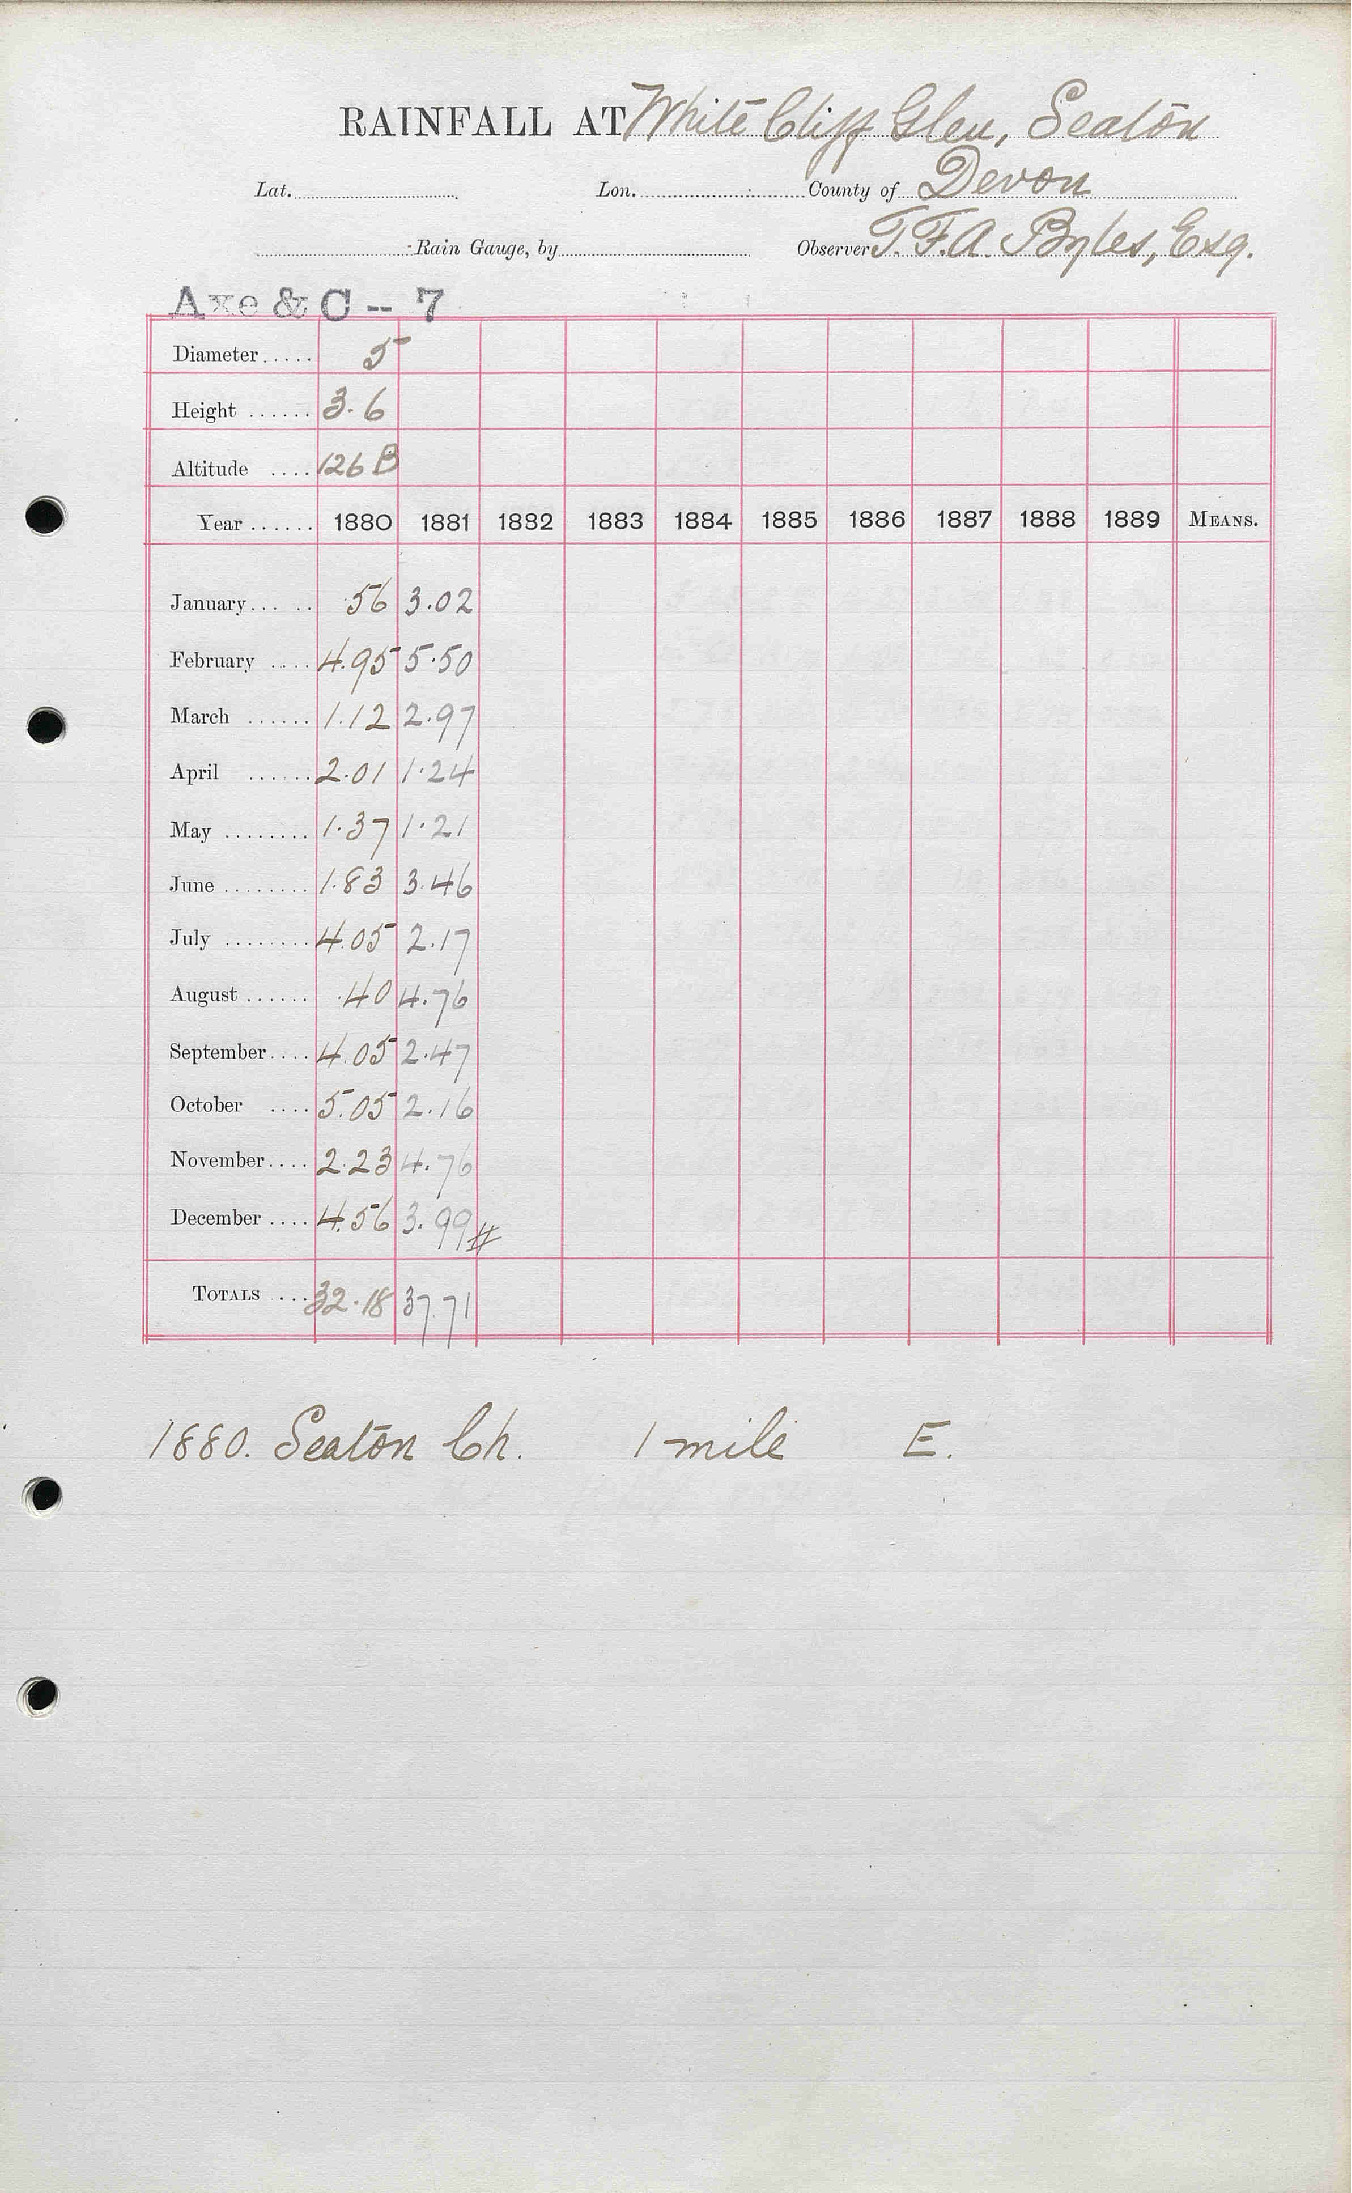 RAINFALL AT White Cliff Glen, Seaton
Lat. Lon. County of Devon
Rain Gauge, by Observer T. F. A. Byles, Esq.
Axe & C -- 7
Diameter..... 5
Height ...... 3.6
Altitude .... 126 B
Year ...... 1880 1881 1882 1883 1884 1885 1886 1887 1888 1889 MEANS.
January... .. .56 3.02
February .... 4.95 5.50
March ...... 1.12 2.97
April ...... 2.01 1.24
May ........ 1.37 1.21
June ........ 1.83 3.46
July ........ 4.05 2.17
August ...... .40 4.76
September.... 4.05 2.47
October .... 5.05 2.16
November.... 2.23 4.76
December .... 4.56 3.99 #
TOTALS .... 32.18 37.71
1880. Seaton Ch. 1 mile E.